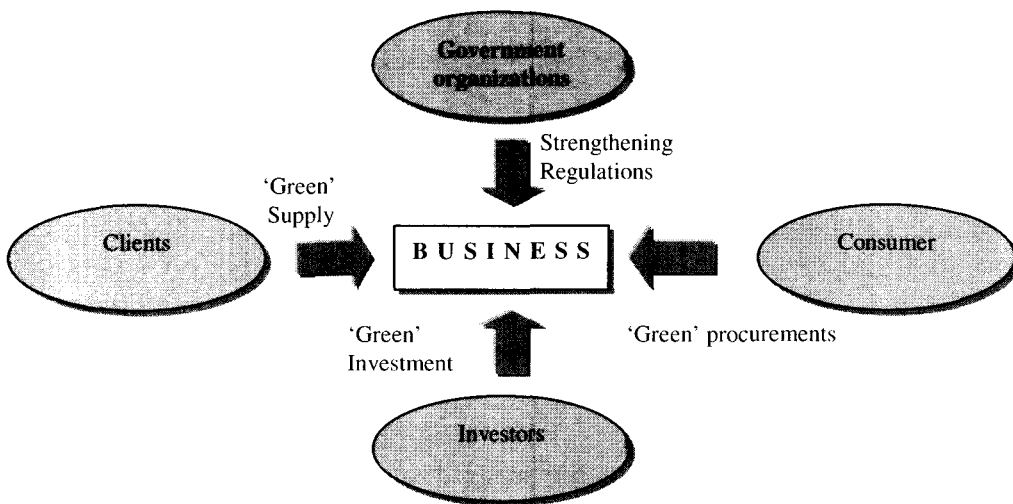 Government
organizations
Strengthening
Regulations
‘Green’
Supply
Clients
B U S I N E S S
Consumer
‘Green’
Investment
‘Green’ procurements
Investors